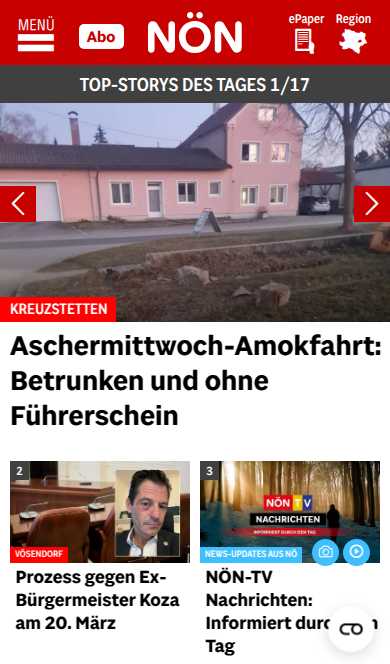 MENÜ
Abo
NÖN
ePaper
Region
TOP-STORYS DES TAGES 1/17
KREUZSTETTEN
Aschermittwoch-Amokfahrt:
Betrunken und ohne
Führerschein
2
VÖSENDORF
Prozess gegen Ex-
Bürgermeister Koza
am 20. März
3
NÖN TV
NACHRICHTEN
INFORMIERT DURCH DEN TAG
NEWS-UPDATES AUS NÖ
NÖN-TV
Nachrichten:
Informiert durch den
Tag